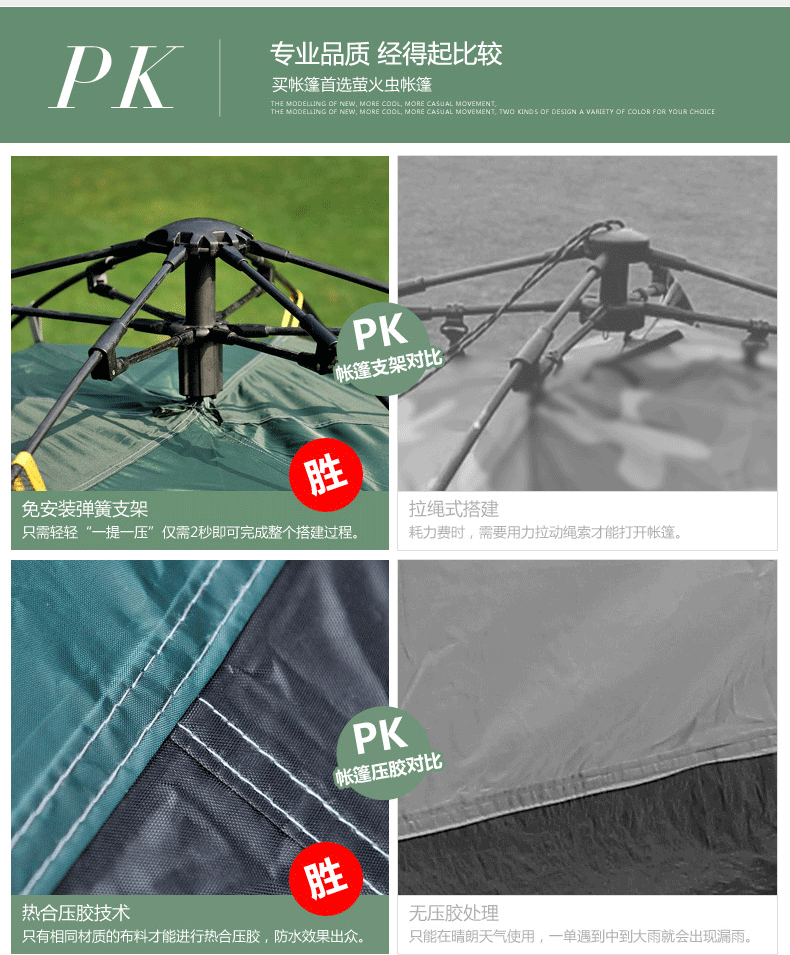 PK
专业品质 经得起比较
买帐篷首选萤火虫帐篷
THE MODELLING OF NEW, MORE COOL, MORE CASUAL MOVEMENT,
THE MODELLING OF NEW, MORE COOL, MORE CASUAL MOVEMENT, TWO KINDS OF DESIGN A VARIETY OF COLOR FOR YOUR CHOICE
PK
帐篷支架对比
胜
免安装弹簧支架
只需轻轻“一提一压”仅需2秒即可完成整个搭建过程。
拉绳式搭建
耗力费时，需要用力拉动绳索才能打开帐篷。
PK
帐篷压胶对比
胜
热合压胶技术
只有相同材质的布料才能进行热合压胶，防水效果出众。
无压胶处理
只能在晴朗天气使用，一单遇到中到大雨就会出现漏雨。